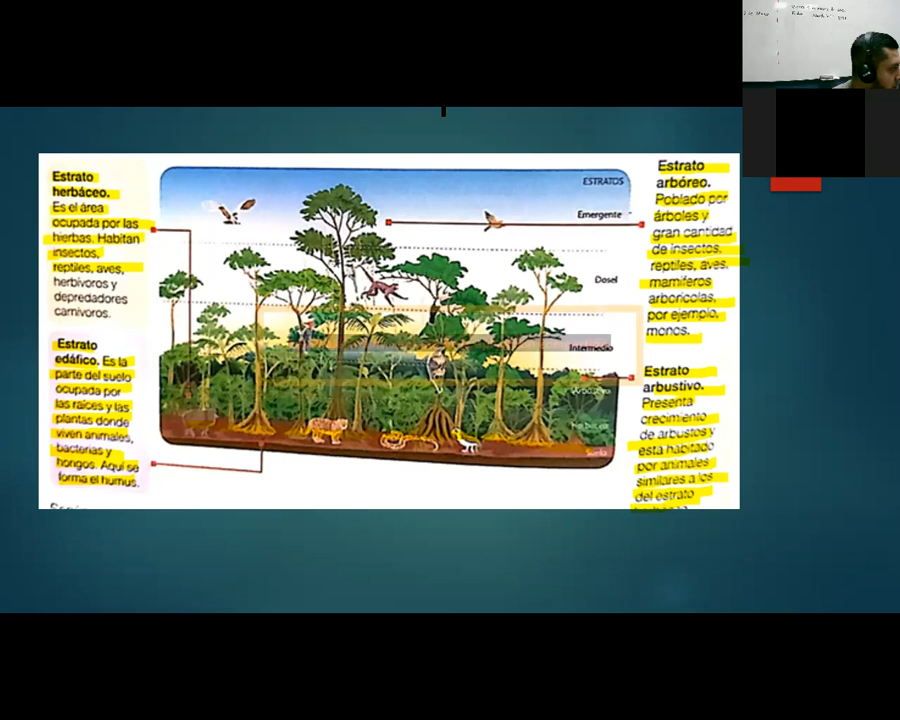 Estrato
herbáceo.
Es el área
ocupada por las
hierbas. Habitan
insectos,
reptiles, aves,
herbívoros y
depredadores
carnívoros.
Estrato
edáfico. Es la
parte del suelo
ocupada por
las raíces y las
plantas donde
viven animales,
bacterias y
hongos. Aquí se
forma el humus.
ESTRATOS
Emergente
Dosel
Intermedio
Suelo
Estrato
arbóreo.
Poblado por
árboles y
gran cantidad
de insectos,
reptiles, aves,
mamíferos
arborícolas,
por ejemplo,
monos.
Estrato
arbustivo.
Presenta
crecimiento
de arbustos y
está habitado
por animales
similares a los
del estrato